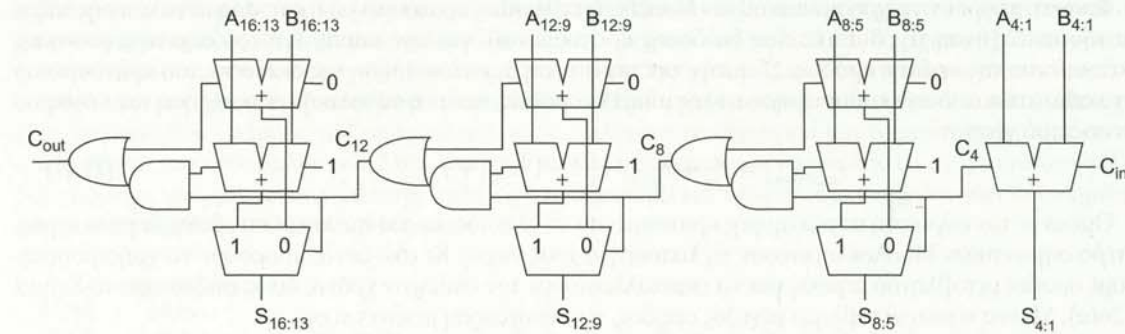 A16:13 B16:13 A12:9 B12:9 A8:5 B8:5 A4:1 B4:1
0 0 0
+ + +
Cout 1 C12 1 C8 1 C4 Cin
+ + + +
1 0 1 0 1 0
S16:13 S12:9 S8:5 S4:1